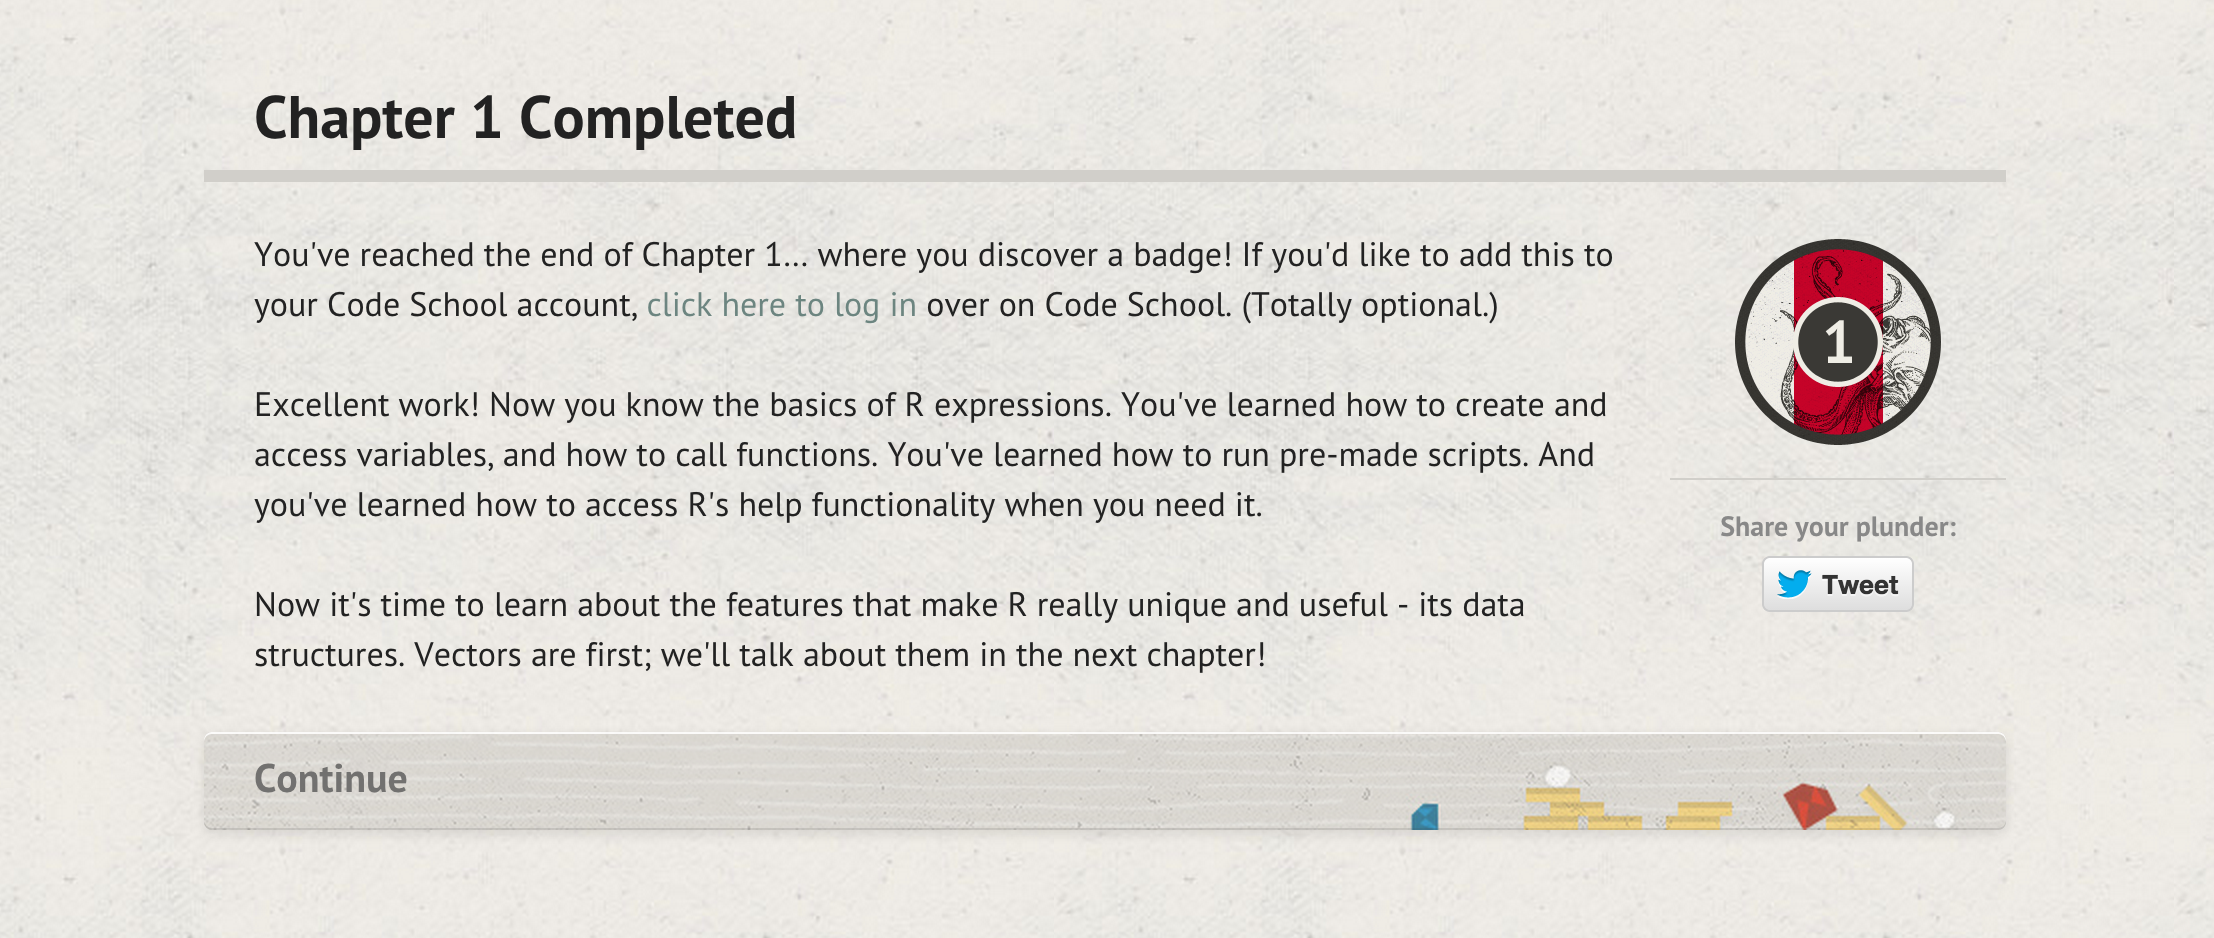 Chapter 1 Completed
You've reached the end of Chapter 1... where you discover a badge! If you'd like to add this to
your Code School account, click here to log in over on Code School. (Totally optional.)
Excellent work! Now you know the basics of R expressions. You've learned how to create and
access variables, and how to call functions. You've learned how to run pre-made scripts. And
you've learned how to access R's help functionality when you need it.
Now it's time to learn about the features that make R really unique and useful - its data
structures. Vectors are first; we'll talk about them in the next chapter!
1
Share your plunder:
Tweet
Continue